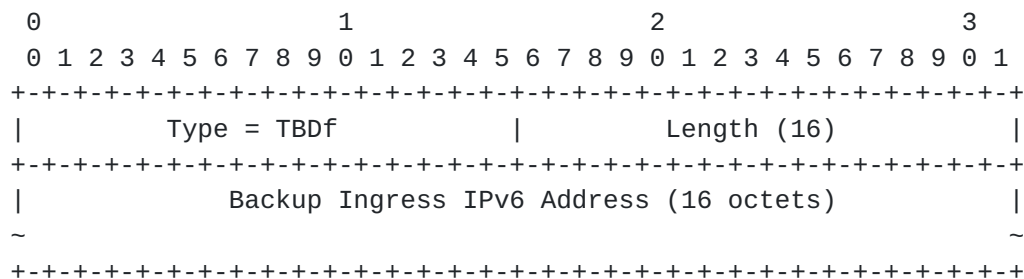 0                   1                   2                   3
 0 1 2 3 4 5 6 7 8 9 0 1 2 3 4 5 6 7 8 9 0 1 2 3 4 5 6 7 8 9 0 1
+-+-+-+-+-+-+-+-+-+-+-+-+-+-+-+-+-+-+-+-+-+-+-+-+-+-+-+-+-+-+-+-+
|         Type = TBDf           |         Length (16)           |
+-+-+-+-+-+-+-+-+-+-+-+-+-+-+-+-+-+-+-+-+-+-+-+-+-+-+-+-+-+-+-+-+
|             Backup Ingress IPv6 Address (16 octets)           |
~                                                               ~
+-+-+-+-+-+-+-+-+-+-+-+-+-+-+-+-+-+-+-+-+-+-+-+-+-+-+-+-+-+-+-+-+